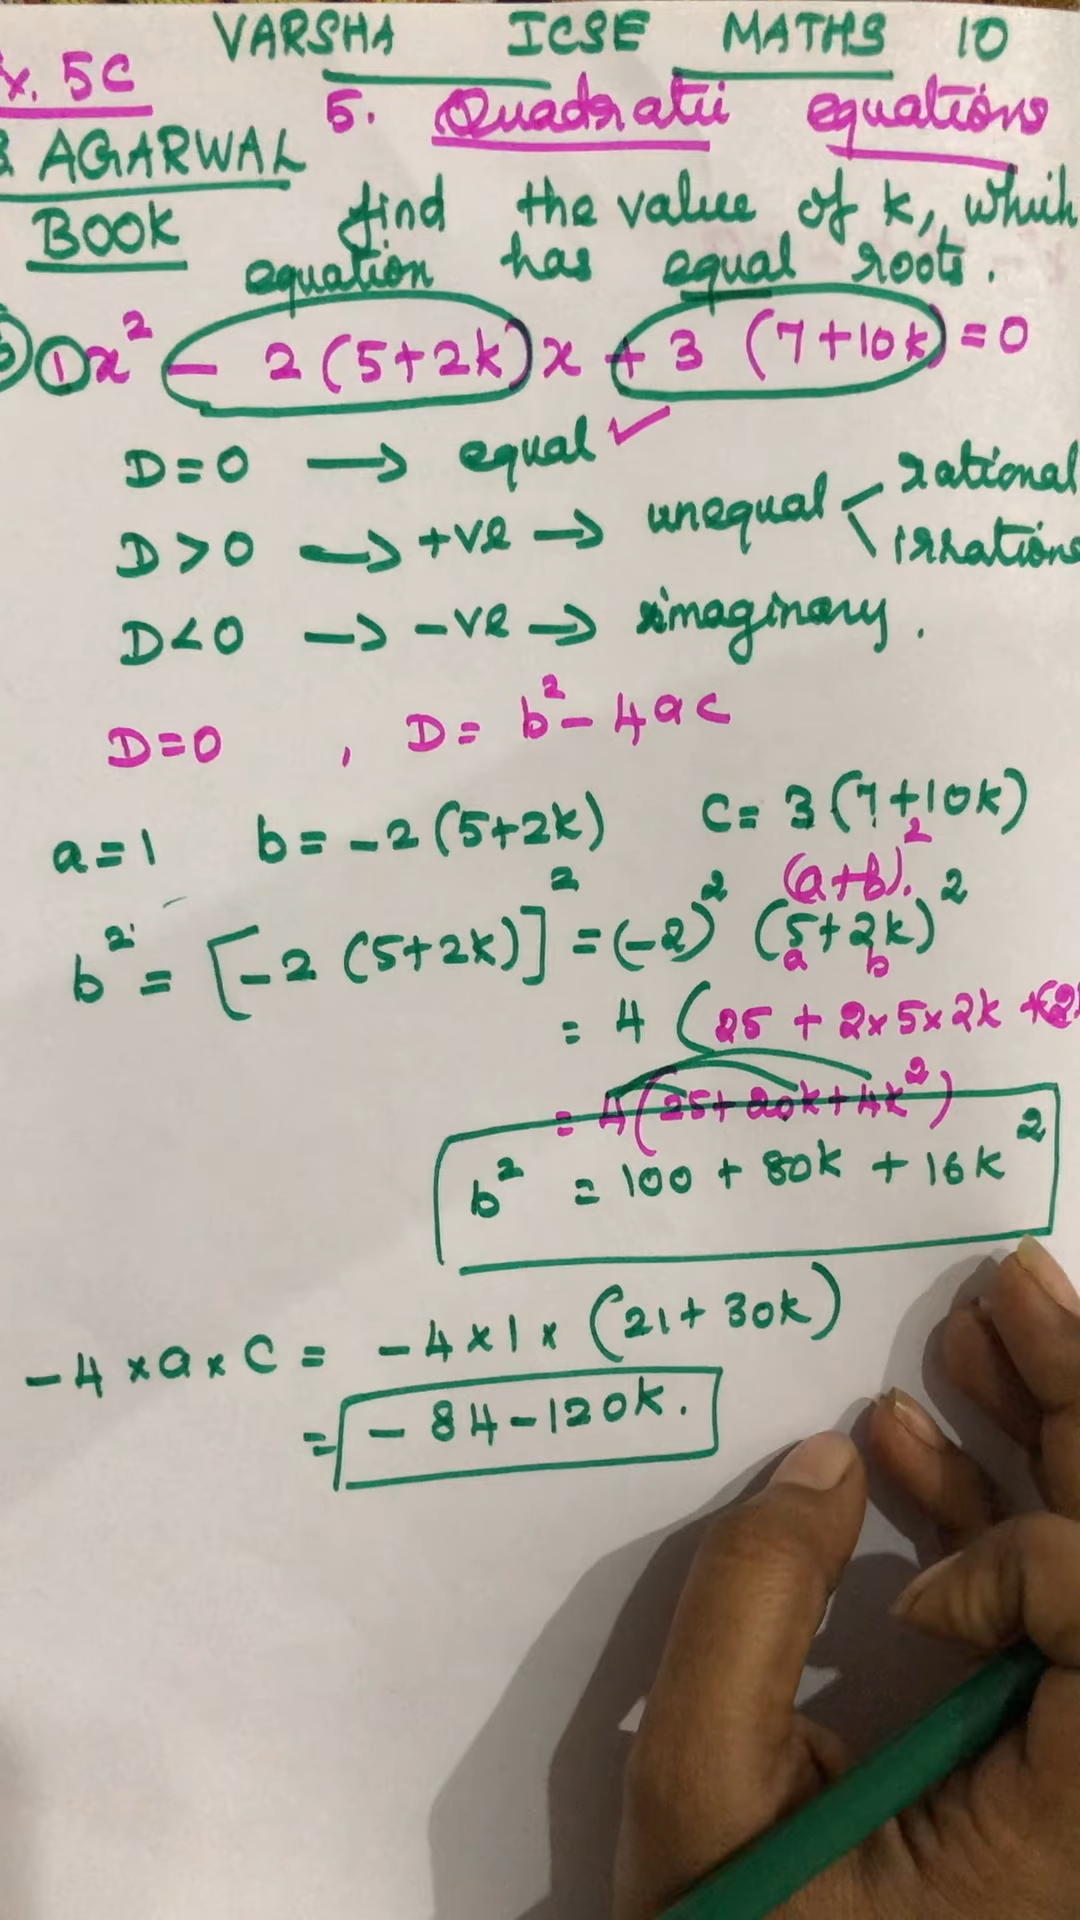 VARSHA ICSE MATHS 10
x. 5C
5. Quadratii equations
AGARWAL
BOOK
find the value of k, which
equation has equal roots.
① x² - 2 (5+2k) x + 3 (7+10k) = 0
D=0 → equal ✓
D>0 → +ve → unequal < rational
irrationa
D<0 → -ve → imaginary.
D=0 , D = b² - 4ac
a=1 b = -2 (5+2k) c = 3 (7+10k)
(a+b)².
b² = [-2 (5+2k)]² = (-2)² (5+2k)²
a b
= 4 (25 + 2×5×2k + (2k
= 4 (25+20k+4k²)
b² = 100 + 80k + 16k²
-4 × a × c = -4 × 1 × (21 + 30k)
= -84 - 120k.